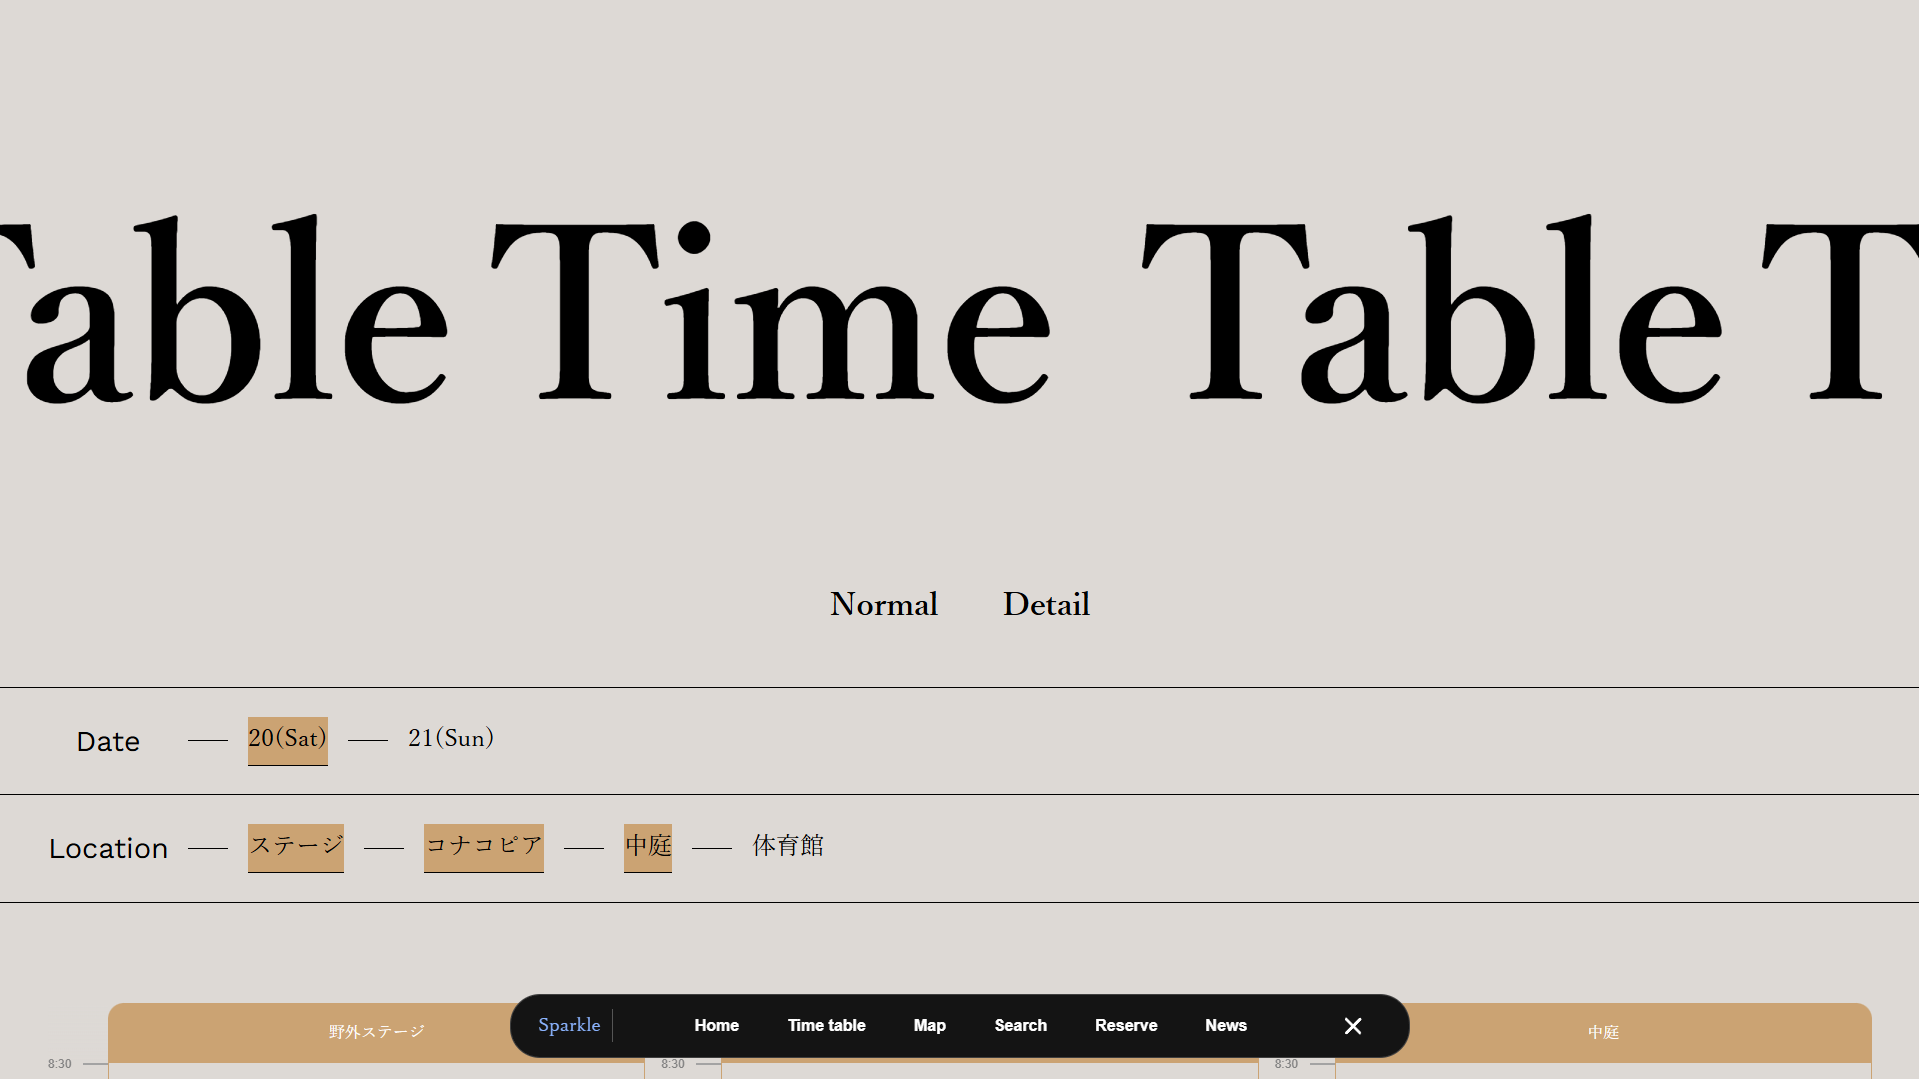 Table Time Table T
Normal Detail
Date 20(Sat) 21(Sun)
Location ステージ コナコピア 中庭 体育館
野外ステージ 中庭
Sparkle Home Time table Map Search Reserve News
8:30 8:30 8:30